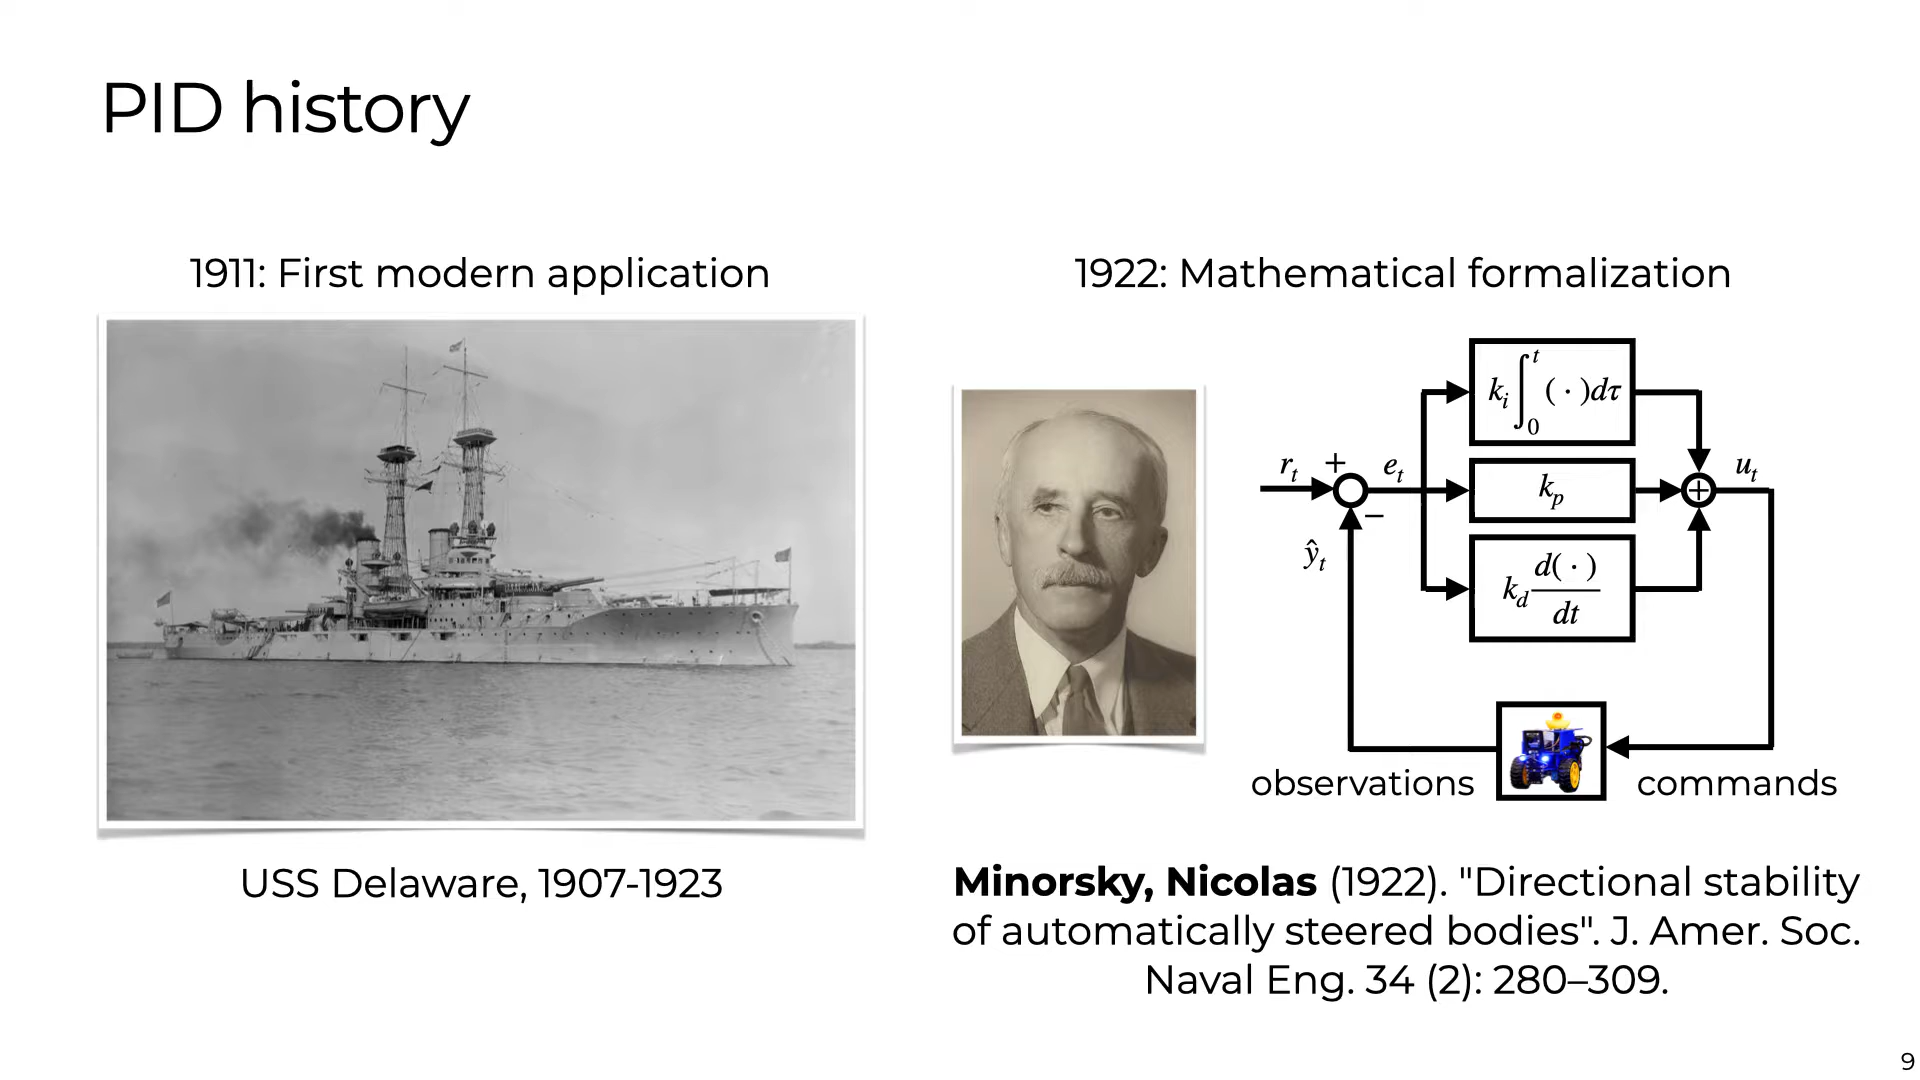 PID history
1911: First modern application
USS Delaware, 1907-1923
1922: Mathematical formalization
r_t
+
−
e_t
ŷ_t
k_i ∫_0^t (·)dτ
k_p
k_d d(·)/dt
+
u_t
observations
commands
Minorsky, Nicolas (1922). "Directional stability
of automatically steered bodies". J. Amer. Soc.
Naval Eng. 34 (2): 280–309.
9